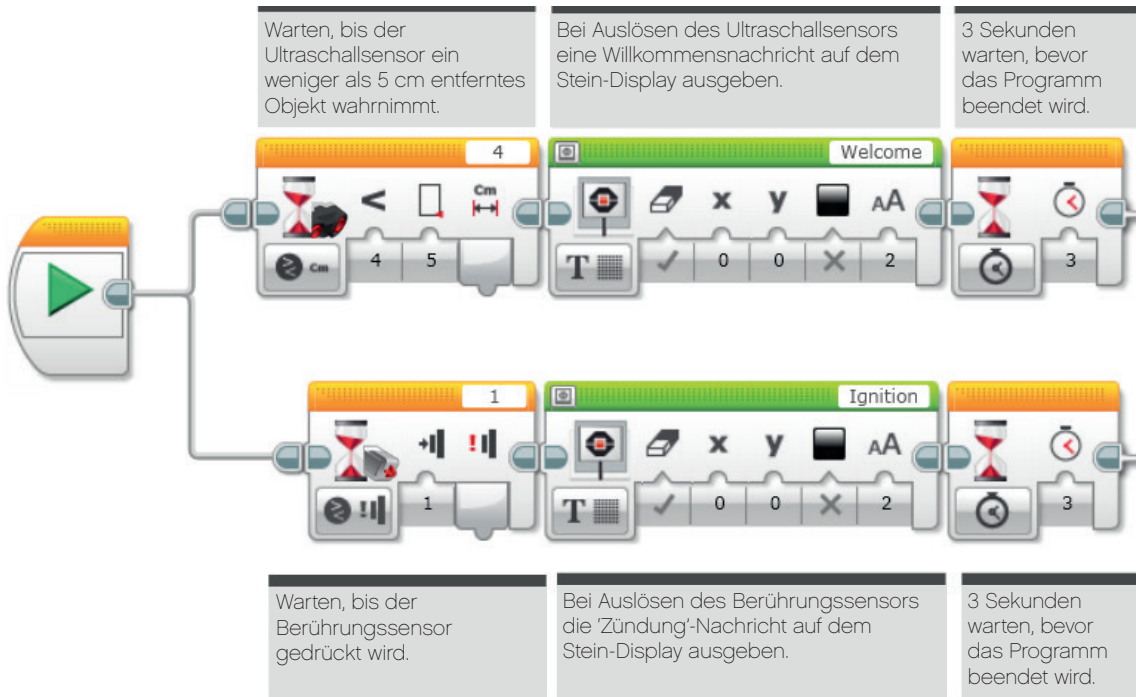 Warten, bis der
Ultraschallsensor ein
weniger als 5 cm entferntes
Objekt wahrnimmt.
Bei Auslösen des Ultraschallsensors
eine Willkommensnachricht auf dem
Stein-Display ausgeben.
3 Sekunden
warten, bevor
das Programm
beendet wird.
4
Welcome
< Cm
x y AA
Cm 4 5
T 0 0 2
3
1
Ignition
! x y AA
! 1
T 0 0 2
3
Warten, bis der
Berührungssensor
gedrückt wird.
Bei Auslösen des Berührungssensors
die 'Zündung'-Nachricht auf dem
Stein-Display ausgeben.
3 Sekunden
warten, bevor
das Programm
beendet wird.